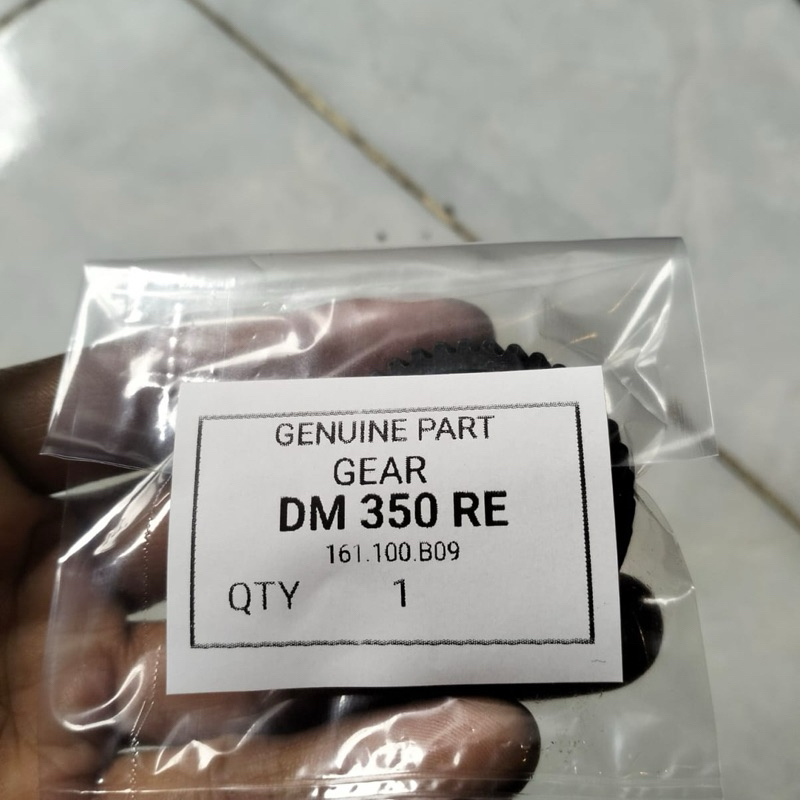 GENUINE PART
GEAR
DM 350 RE
161.100.B09
QTY 1